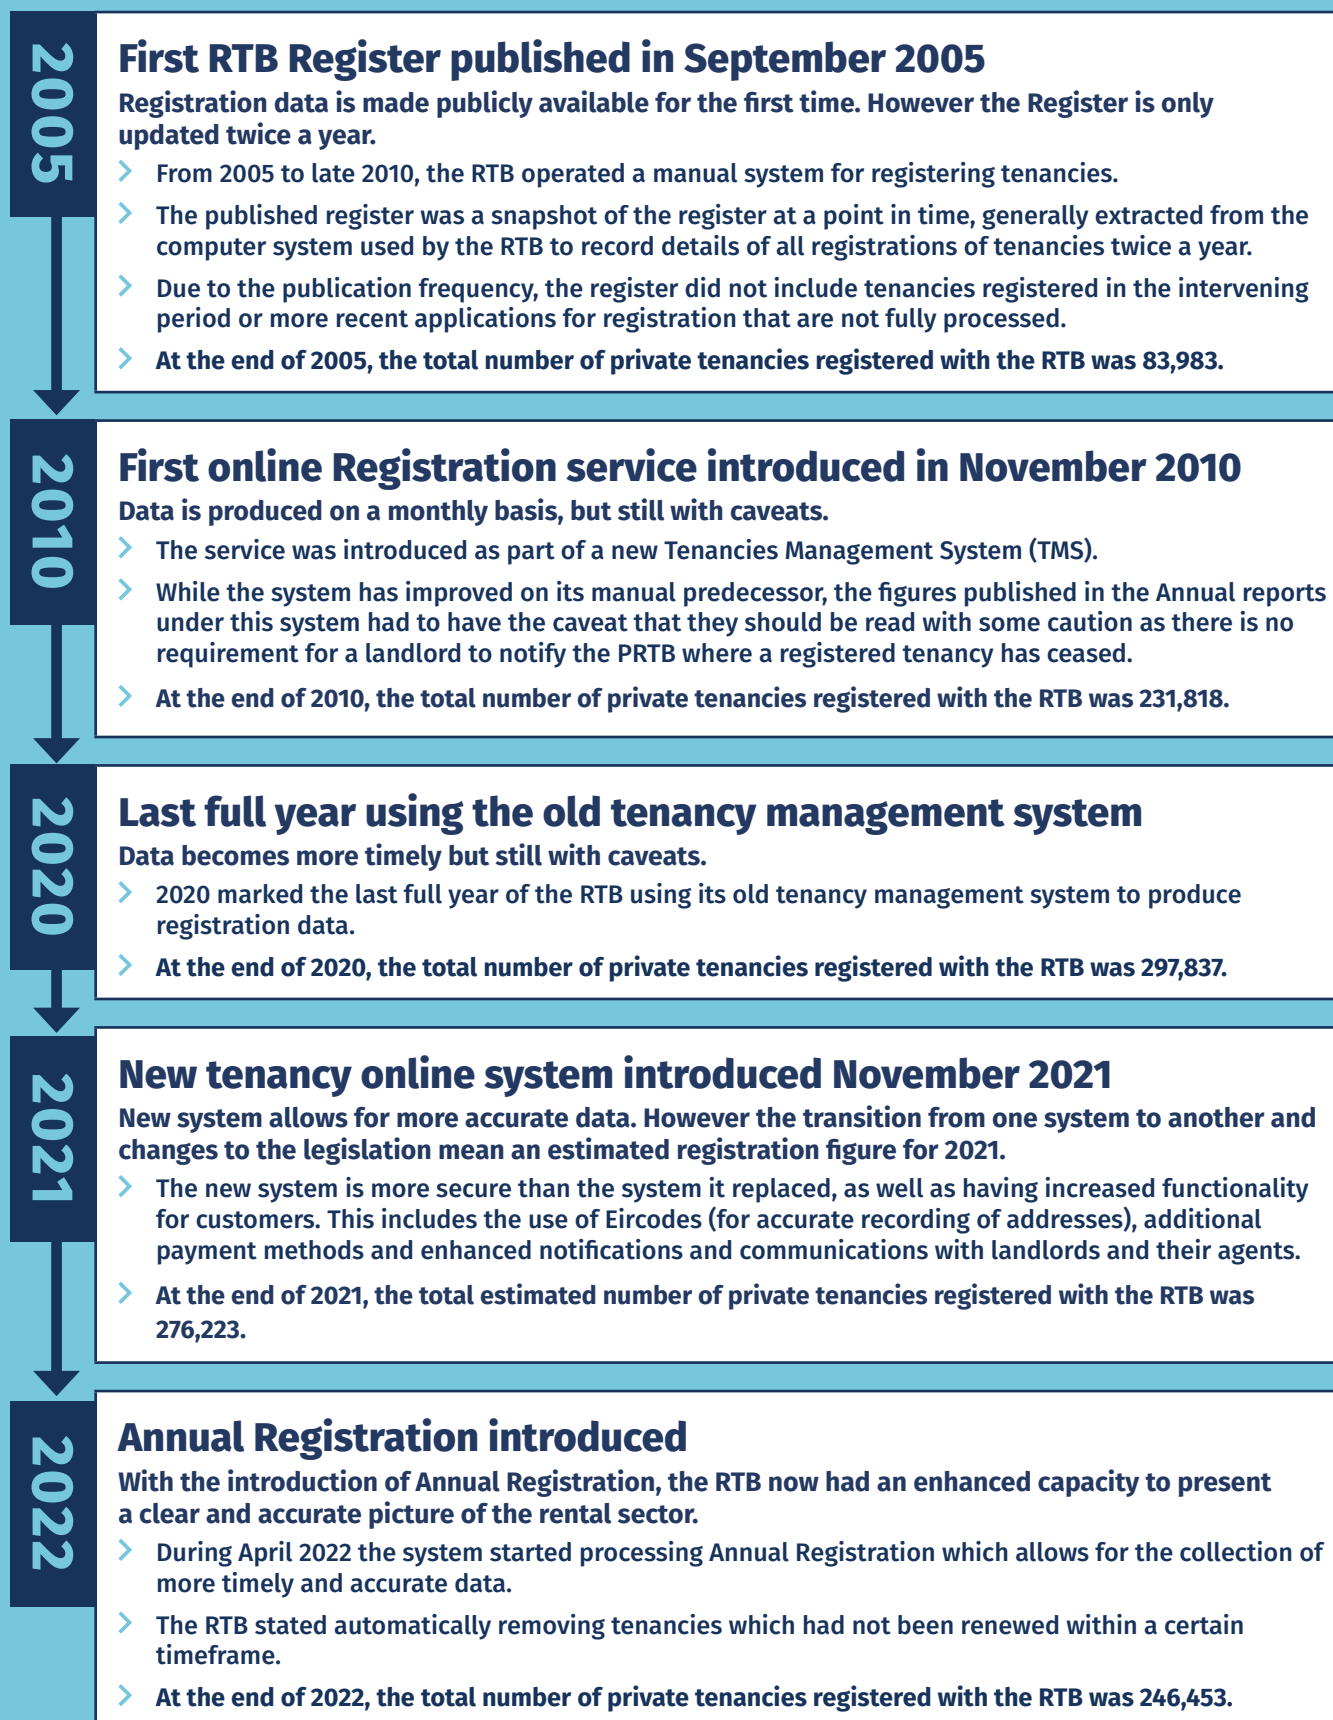 2005
First RTB Register published in September 2005
Registration data is made publicly available for the first time. However the Register is only
updated twice a year.
From 2005 to late 2010, the RTB operated a manual system for registering tenancies.
The published register was a snapshot of the register at a point in time, generally extracted from the
computer system used by the RTB to record details of all registrations of tenancies twice a year.
Due to the publication frequency, the register did not include tenancies registered in the intervening
period or more recent applications for registration that are not fully processed.
At the end of 2005, the total number of private tenancies registered with the RTB was 83,983.
2010
First online Registration service introduced in November 2010
Data is produced on a monthly basis, but still with caveats.
The service was introduced as part of a new Tenancies Management System (TMS).
While the system has improved on its manual predecessor, the figures published in the Annual reports
under this system had to have the caveat that they should be read with some caution as there is no
requirement for a landlord to notify the PRTB where a registered tenancy has ceased.
At the end of 2010, the total number of private tenancies registered with the RTB was 231,818.
2020
Last full year using the old tenancy management system
Data becomes more timely but still with caveats.
2020 marked the last full year of the RTB using its old tenancy management system to produce
registration data.
At the end of 2020, the total number of private tenancies registered with the RTB was 297,837.
2021
New tenancy online system introduced November 2021
New system allows for more accurate data. However the transition from one system to another and
changes to the legislation mean an estimated registration figure for 2021.
The new system is more secure than the system it replaced, as well as having increased functionality
for customers. This includes the use of Eircodes (for accurate recording of addresses), additional
payment methods and enhanced notifications and communications with landlords and their agents.
At the end of 2021, the total estimated number of private tenancies registered with the RTB was
276,223.
2022
Annual Registration introduced
With the introduction of Annual Registration, the RTB now had an enhanced capacity to present
a clear and accurate picture of the rental sector.
During April 2022 the system started processing Annual Registration which allows for the collection of
more timely and accurate data.
The RTB stated automatically removing tenancies which had not been renewed within a certain
timeframe.
At the end of 2022, the total number of private tenancies registered with the RTB was 246,453.